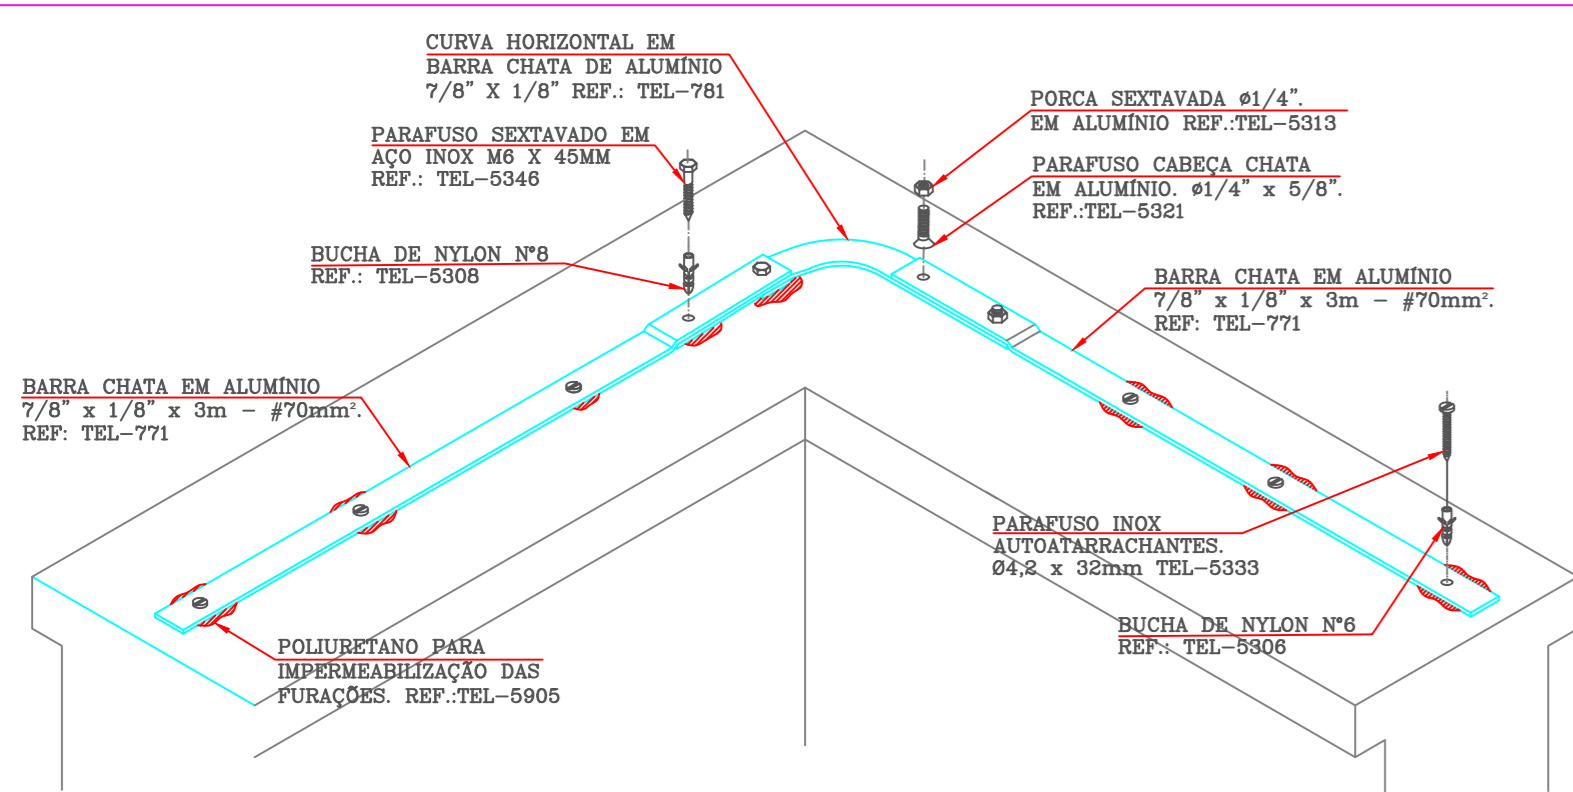 CURVA HORIZONTAL EM
BARRA CHATA DE ALUMÍNIO
7/8” X 1/8” REF.: TEL-781
PORCA SEXTAVADA Ø1/4”.
EM ALUMÍNIO REF.:TEL-5313
PARAFUSO SEXTAVADO EM
AÇO INOX M6 X 45MM
REF.: TEL-5346
PARAFUSO CABEÇA CHATA
EM ALUMÍNIO. Ø1/4” x 5/8”.
REF.:TEL-5321
BUCHA DE NYLON N°8
REF.: TEL-5308
BARRA CHATA EM ALUMÍNIO
7/8” x 1/8” x 3m - #70mm².
REF: TEL-771
BARRA CHATA EM ALUMÍNIO
7/8” x 1/8” x 3m - #70mm².
REF: TEL-771
PARAFUSO INOX
AUTOATARRACHANTES.
Ø4,2 x 32mm TEL-5333
BUCHA DE NYLON N°6
REF.: TEL-5306
POLIURETANO PARA
IMPERMEABILIZAÇÃO DAS
FURAÇÕES. REF.:TEL-5905